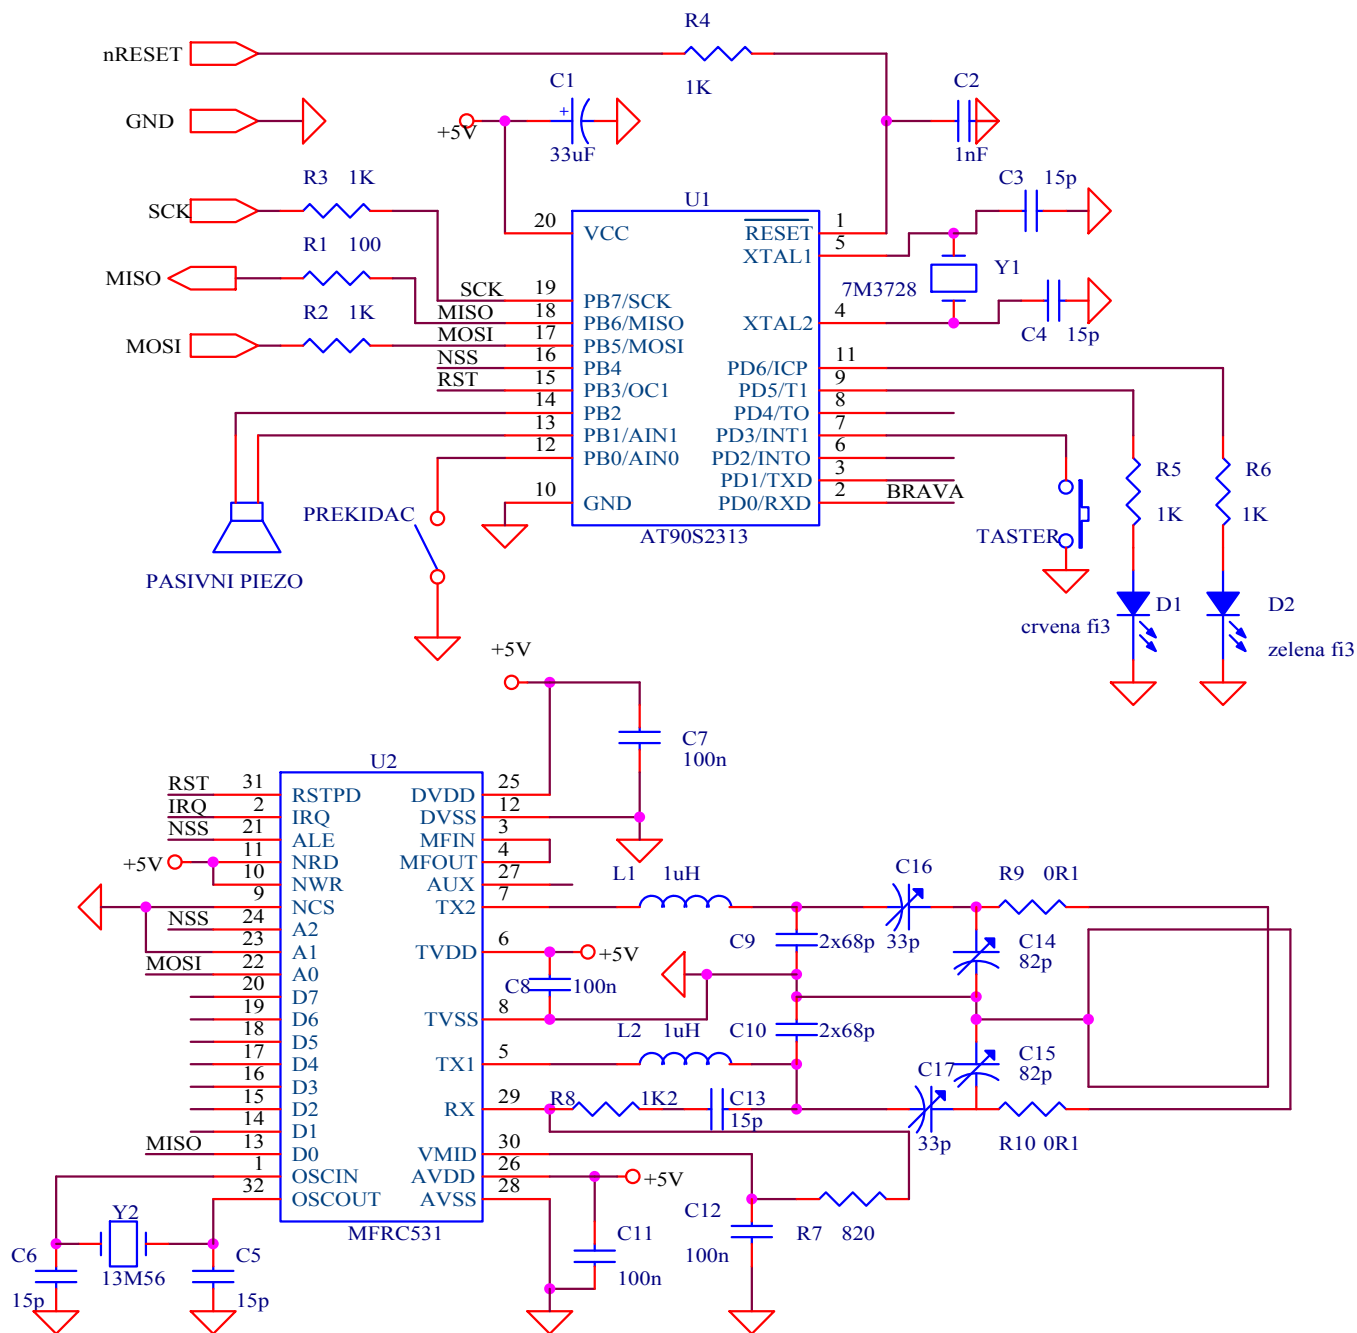 R4
nRESET
1K
C1
C2
GND
+5V
+
33uF
1nF
R3 1K
C3 15p
SCK
U1
R1 100
20
VCC
RESET
1
5
XTAL1
MISO
Y1
7M3728
R2 1K
SCK
19
PB7/SCK
MISO
18
PB6/MISO
XTAL2
4
C4 15p
MOSI
MOSI
17
PB5/MOSI
NSS
16
PB4
PD6/ICP
11
RST
15
PB3/OC1
PD5/T1
9
14
PB2
PD4/TO
8
13
PB1/AIN1
PD3/INT1
7
12
PB0/AIN0
PD2/INTO
6
PD1/TXD
3
R5
R6
10
GND
PD0/RXD
2
BRAVA
PREKIDAC
1K
1K
AT90S2313
TASTER
PASIVNI PIEZO
D1
D2
crvena fi3
zelena fi3
+5V
C7
100n
U2
RST
31
RSTPD
DVDD
25
IRQ
2
IRQ
DVSS
12
NSS
21
ALE
MFIN
3
+5V
11
NRD
MFOUT
4
10
NWR
AUX
27
L1 1uH
C16
R9 0R1
9
NCS
TX2
7
NSS
24
A2
33p
C9
2x68p
C14
82p
23
A1
TVDD
6
+5V
MOSI
22
A0
C8
100n
20
D7
19
D6
TVSS
8
L2 1uH
C10
2x68p
18
D5
17
D4
TX1
5
C15
82p
16
D3
C17
15
D2
RX
29
R8
1K2
C13
15p
14
D1
33p
R10 0R1
MISO
13
D0
VMID
30
1
OSCIN
AVDD
26
+5V
32
OSCOUT
AVSS
28
Y2
MFRC531
C12
C11
R7 820
C6
C5
13M56
100n
100n
15p
15p